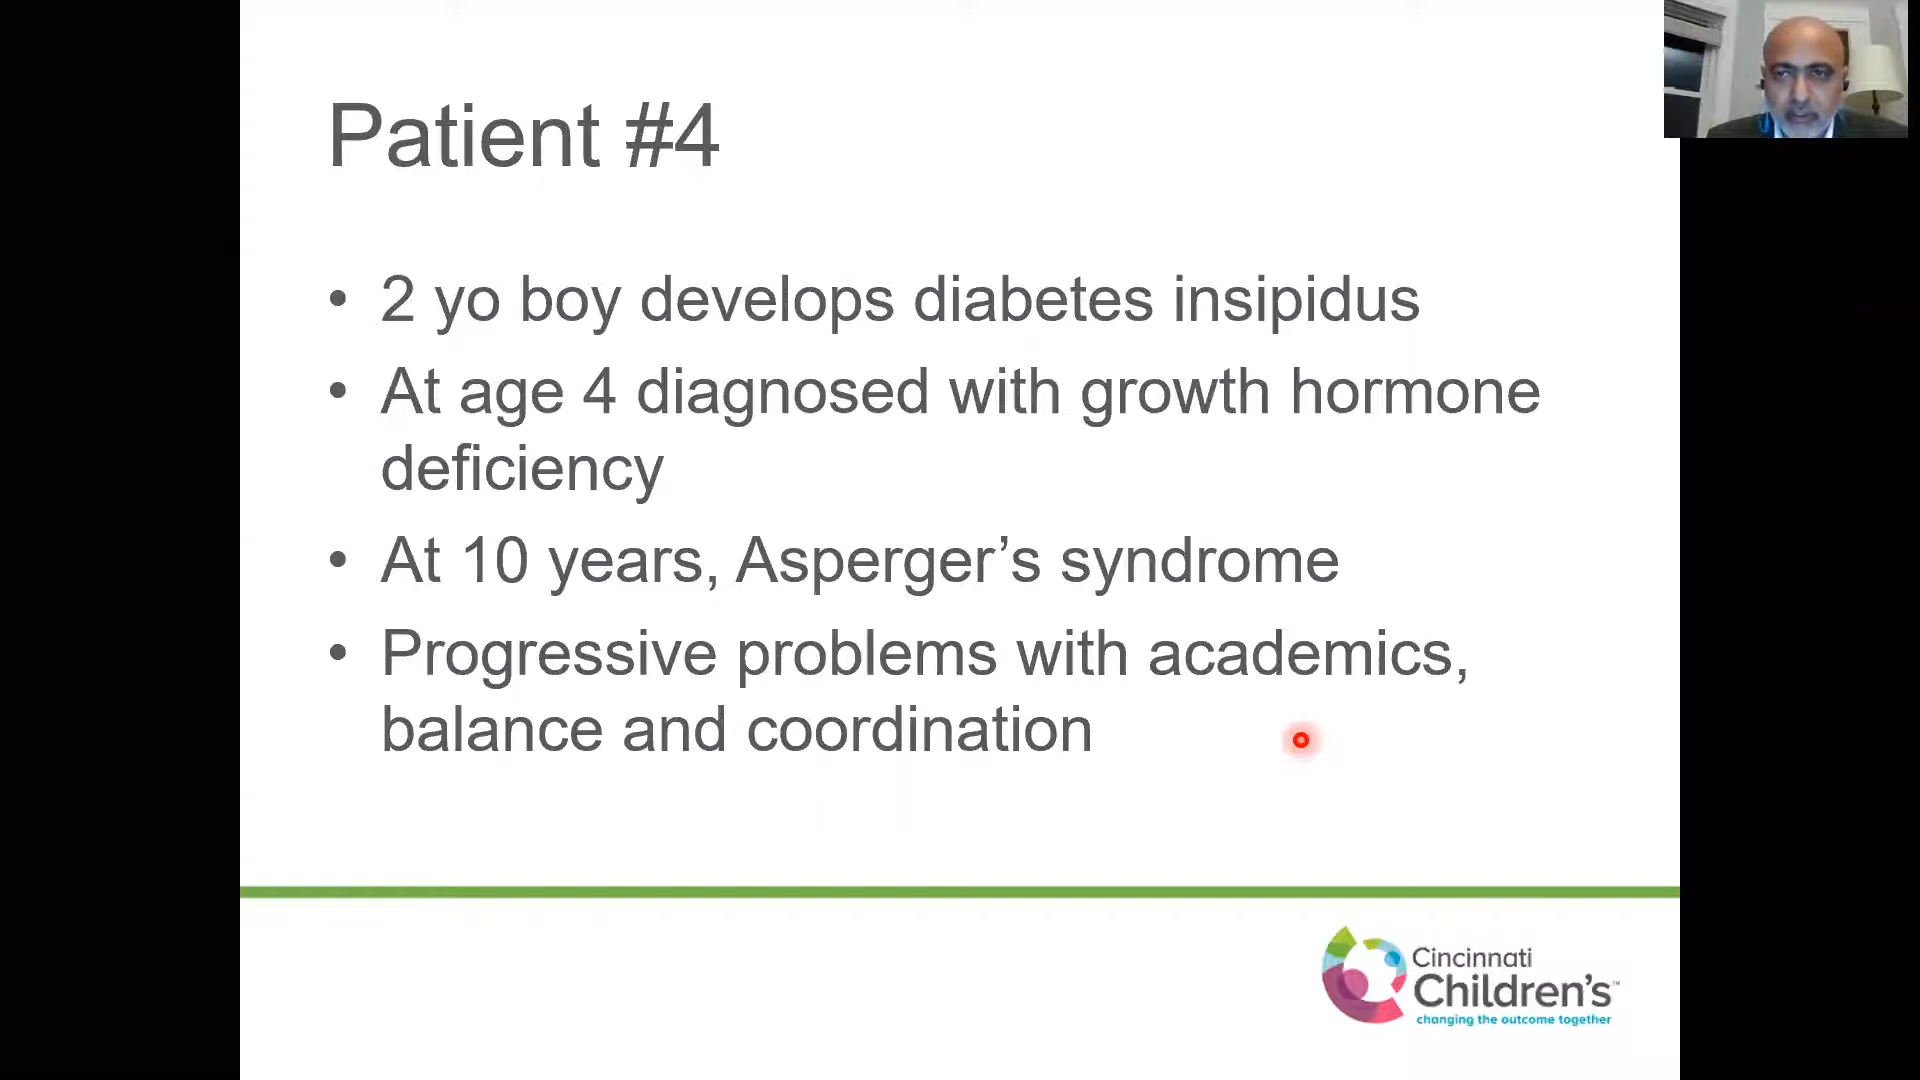 Patient #4
• 2 yo boy develops diabetes insipidus
• At age 4 diagnosed with growth hormone
deficiency
• At 10 years, Asperger’s syndrome
• Progressive problems with academics,
balance and coordination
Cincinnati
Children’s™
changing the outcome together